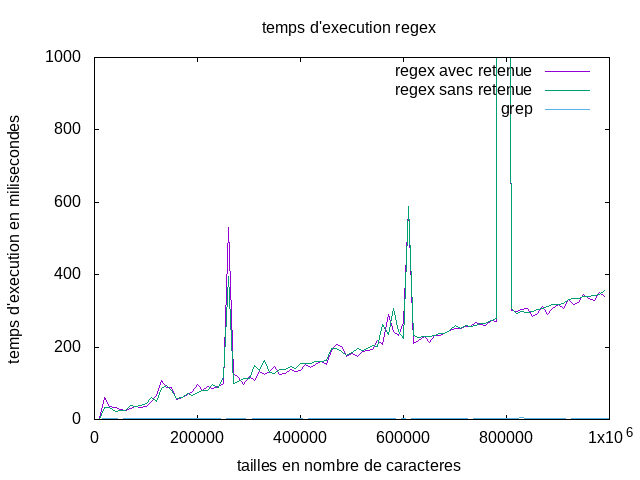 temps d'execution regex
1000
800
600
400
200
0
temps d'execution en milisecondes
regex avec retenue
regex sans retenue
grep
0
200000
400000
600000
800000
1x10^6
tailles en nombre de caracteres